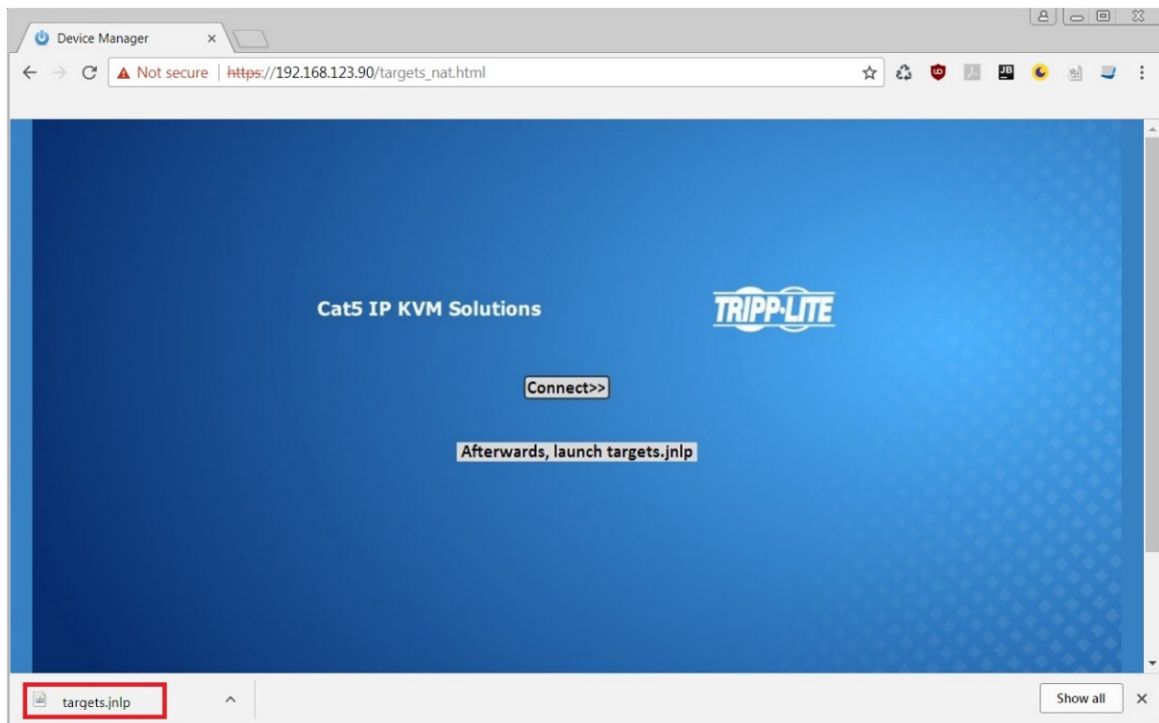 Device Manager
Not secure | https://192.168.123.90/targets_nat.html
JB
Cat5 IP KVM Solutions
TRIPP·LITE
Connect>>
Afterwards, launch targets.jnlp
targets.jnlp
Show all